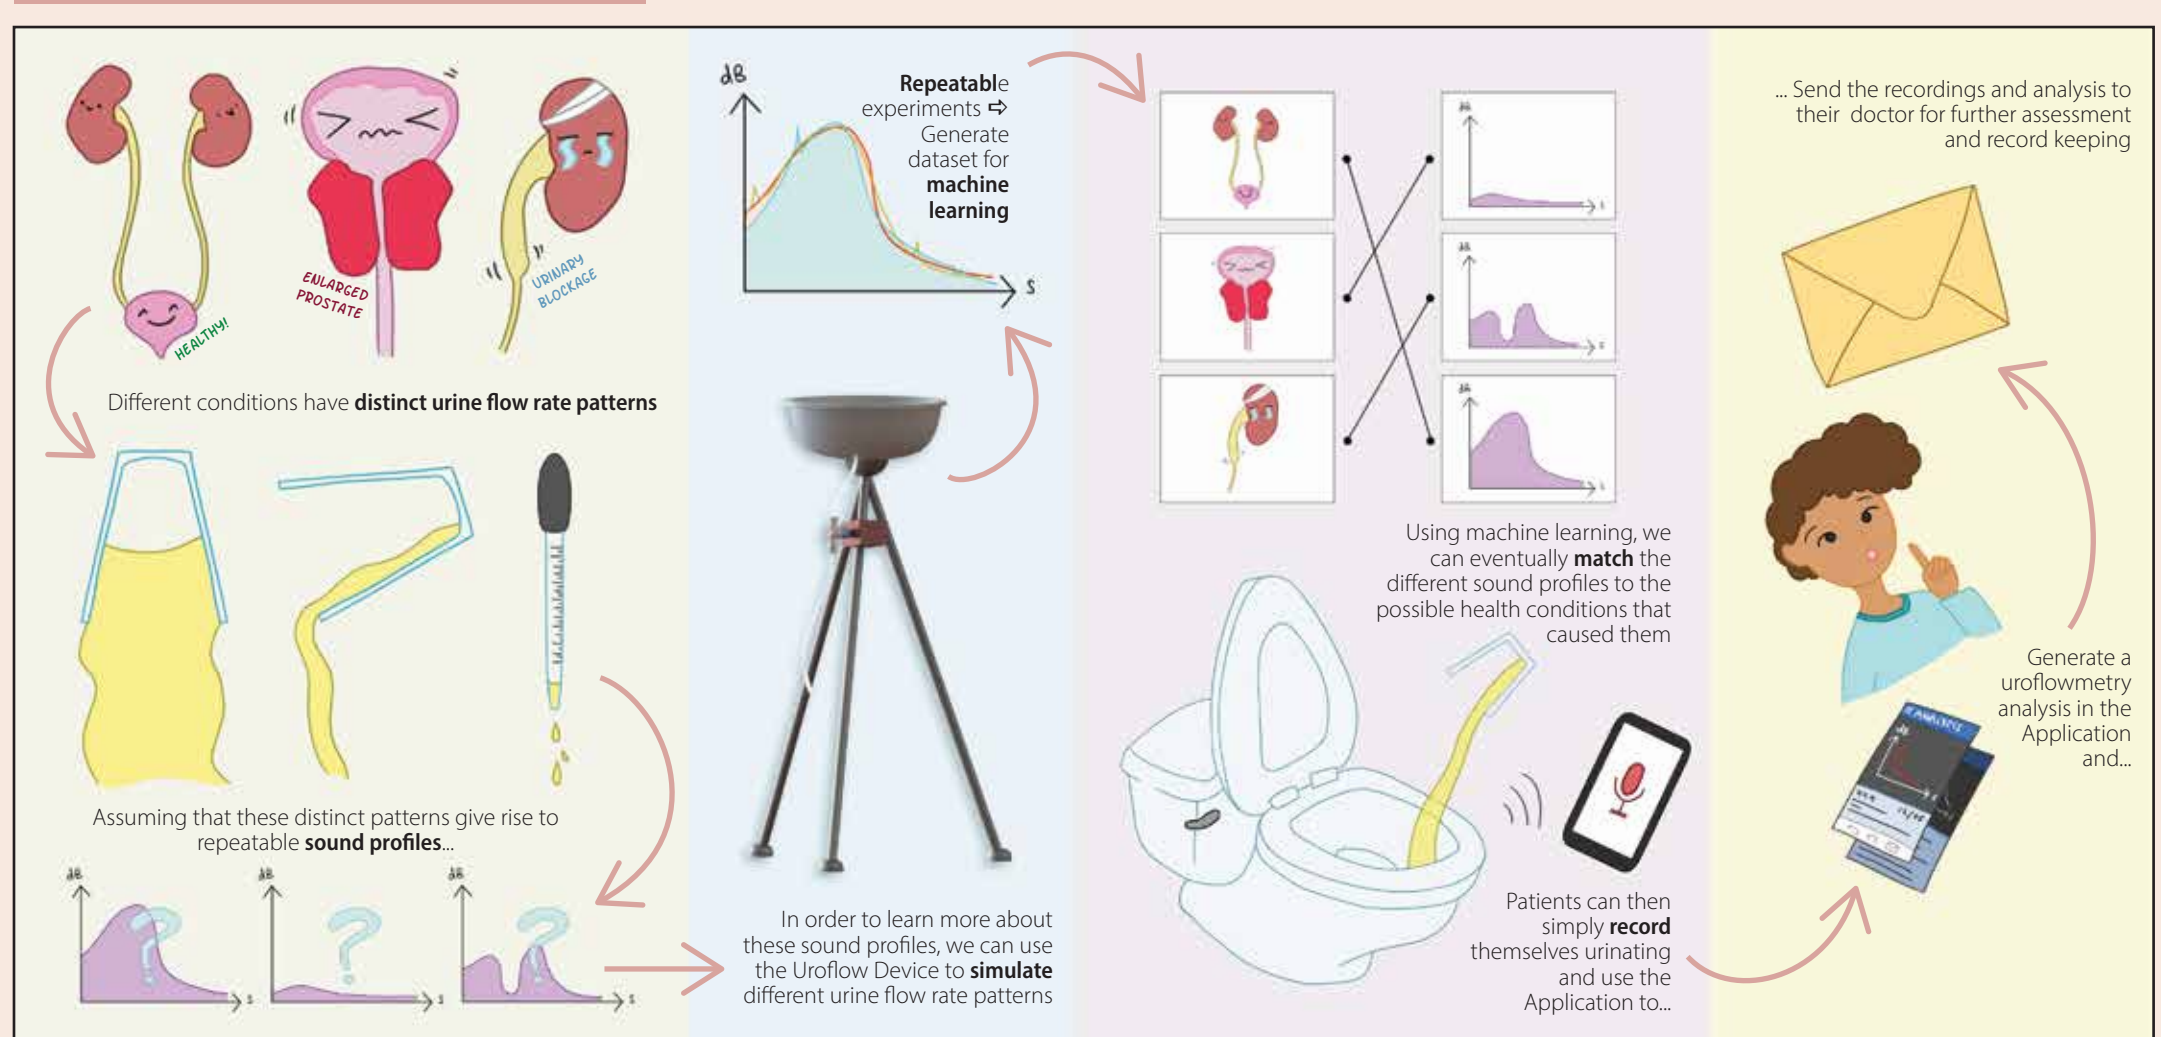 HEALTHY!
ENLARGED
PROSTATE
URINARY
BLOCKAGE
Different conditions have distinct urine flow rate patterns
Assuming that these distinct patterns give rise to
repeatable sound profiles...
dB
s
dB
s
dB
s
In order to learn more about
these sound profiles, we can use
the Uroflow Device to simulate
different urine flow rate patterns
dB
s
Repeatable
experiments ⇨
Generate
dataset for
machine
learning
dB
s
dB
s
dB
s
Using machine learning, we
can eventually match the
different sound profiles to the
possible health conditions that
caused them
Patients can then
simply record
themselves urinating
and use the
Application to...
Generate a
uroflowmetry
analysis in the
Application
and...
... Send the recordings and analysis to
their doctor for further assessment
and record keeping